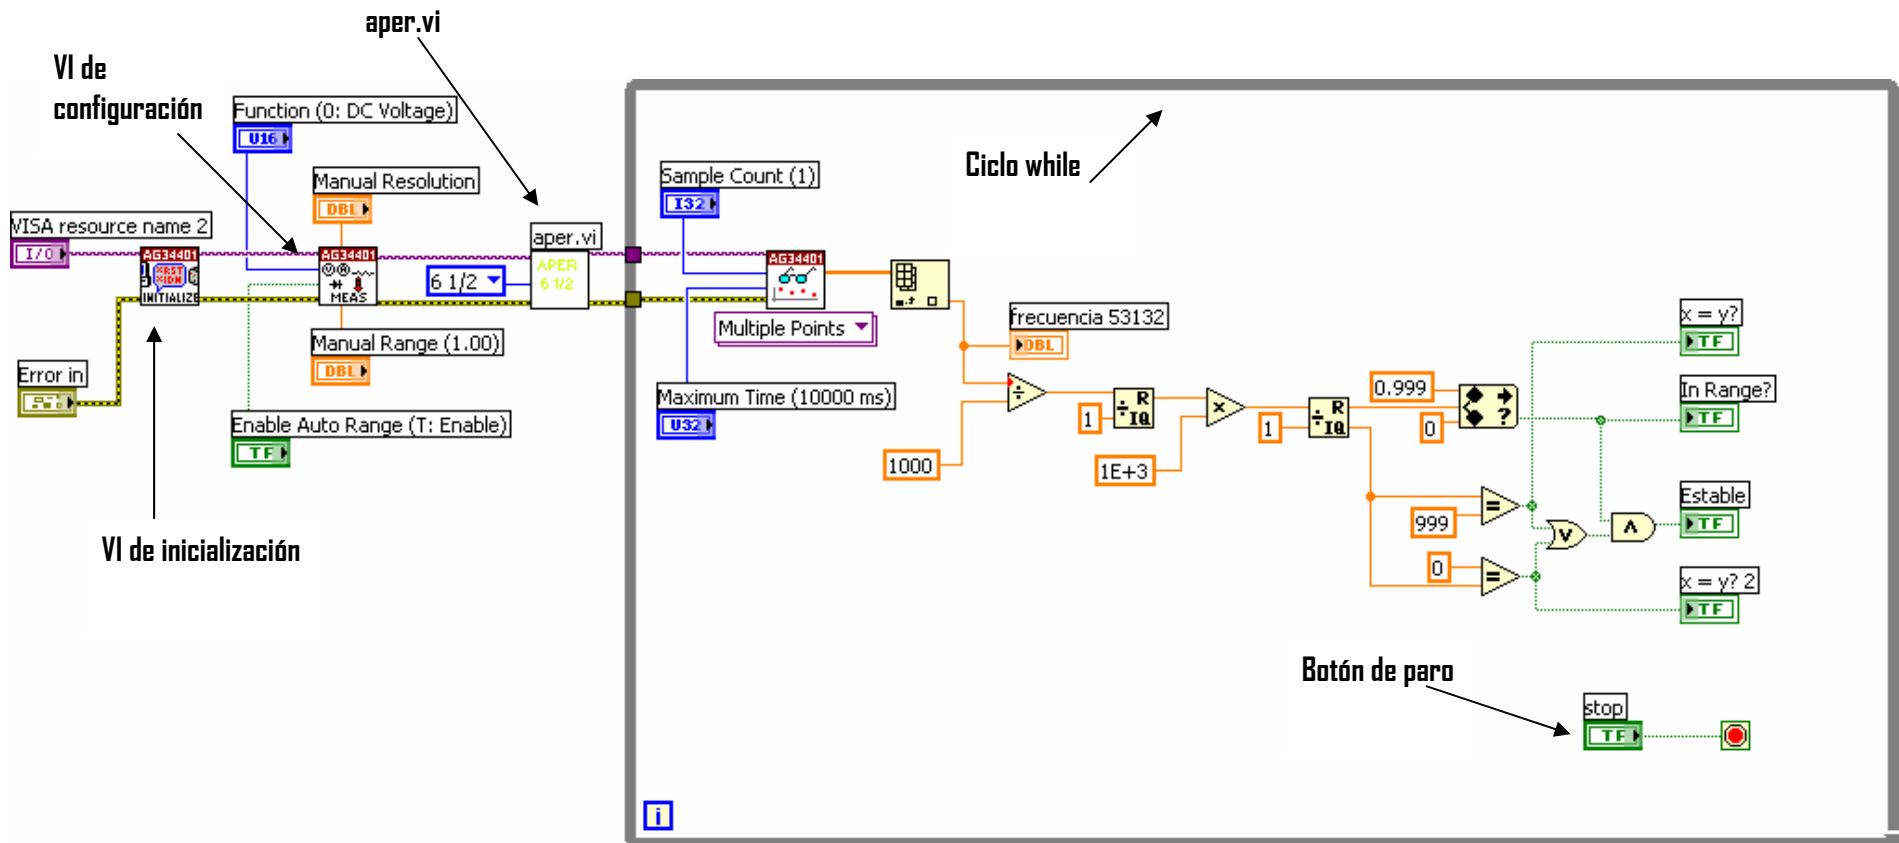 aper.vi
VI de
configuración
Function (0: DC Voltage)
U16
Manual Resolution
DBL
VISA resource name 2
I/O
AG34401
*RST
*IDN
INITIALIZE
AG34401
MEAS
6 1/2
aper.vi
APER
6 1/2
Manual Range (1.00)
DBL
Error in
Enable Auto Range (T: Enable)
TF
VI de inicialización
Ciclo while
Sample Count (1)
I32
AG34401
Multiple Points
Maximum Time (10000 ms)
U32
frecuencia 53132
DBL
÷
1000
1
÷ R
IQ
×
1E+3
1
÷ R
IQ
0.999
0
?
=
999
0
=
V
Λ
x = y?
TF
In Range?
TF
Estable
TF
x = y? 2
TF
Botón de paro
stop
TF
i